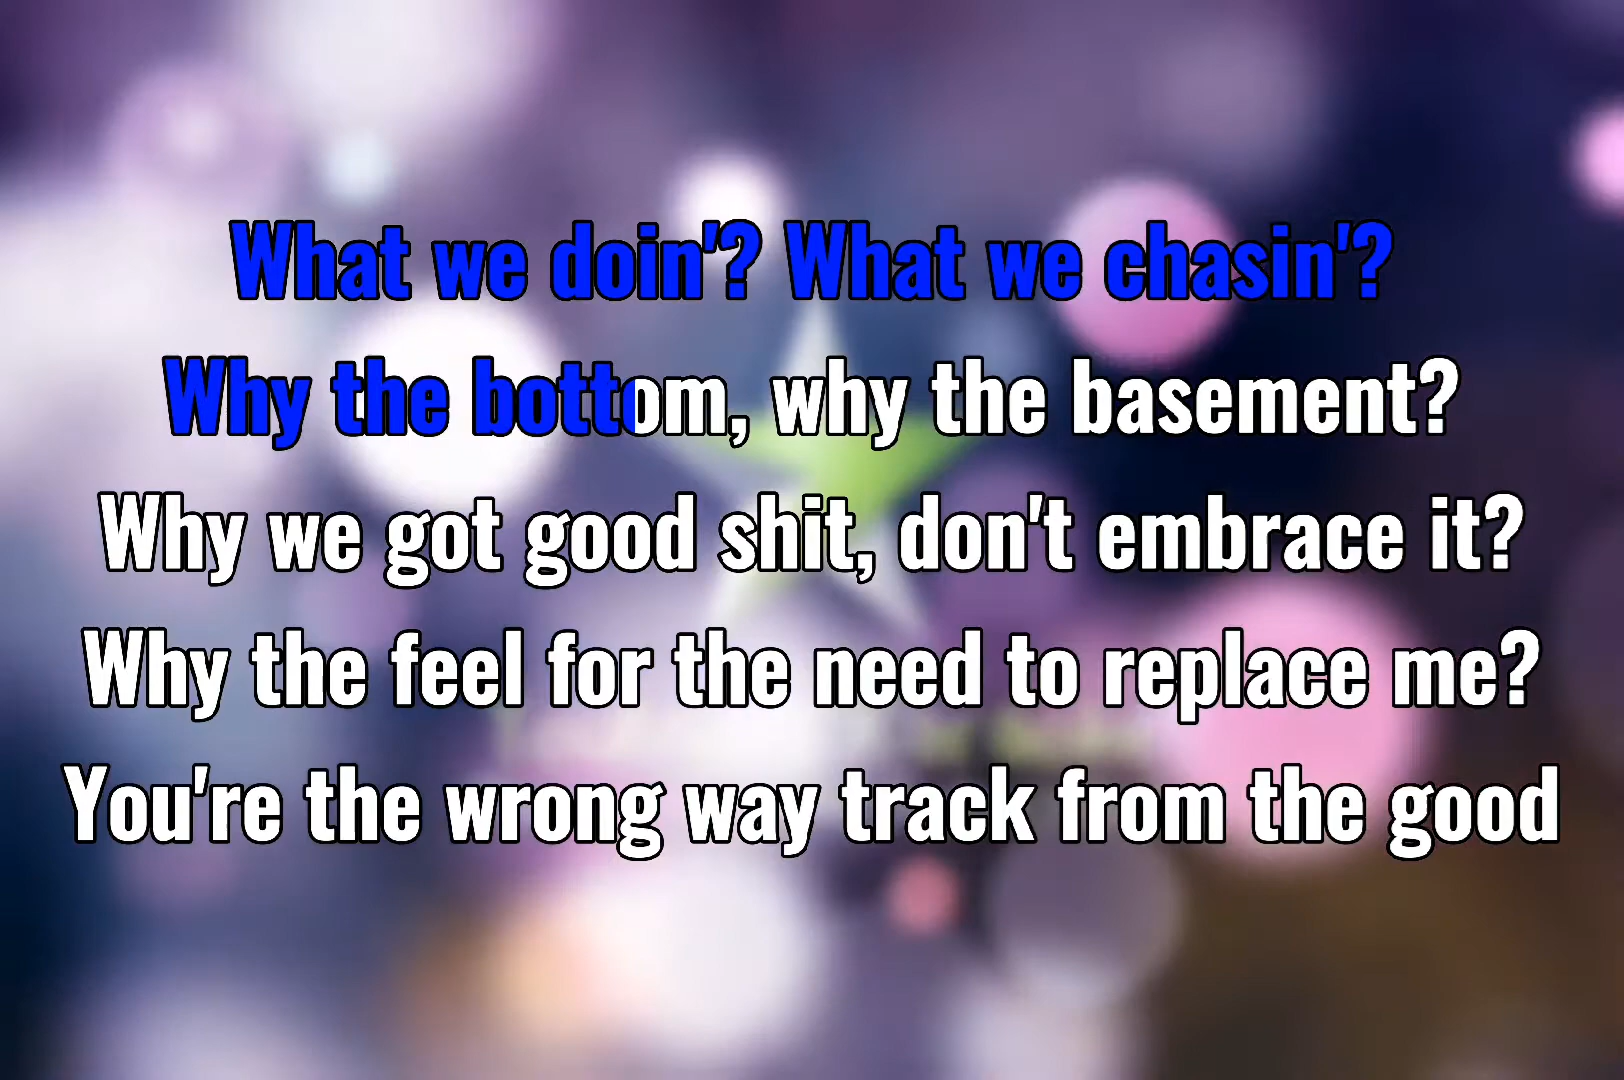 What we doin'? What we chasin'?
Why the bottom, why the basement?
Why we got good shit, don't embrace it?
Why the feel for the need to replace me?
You're the wrong way track from the good